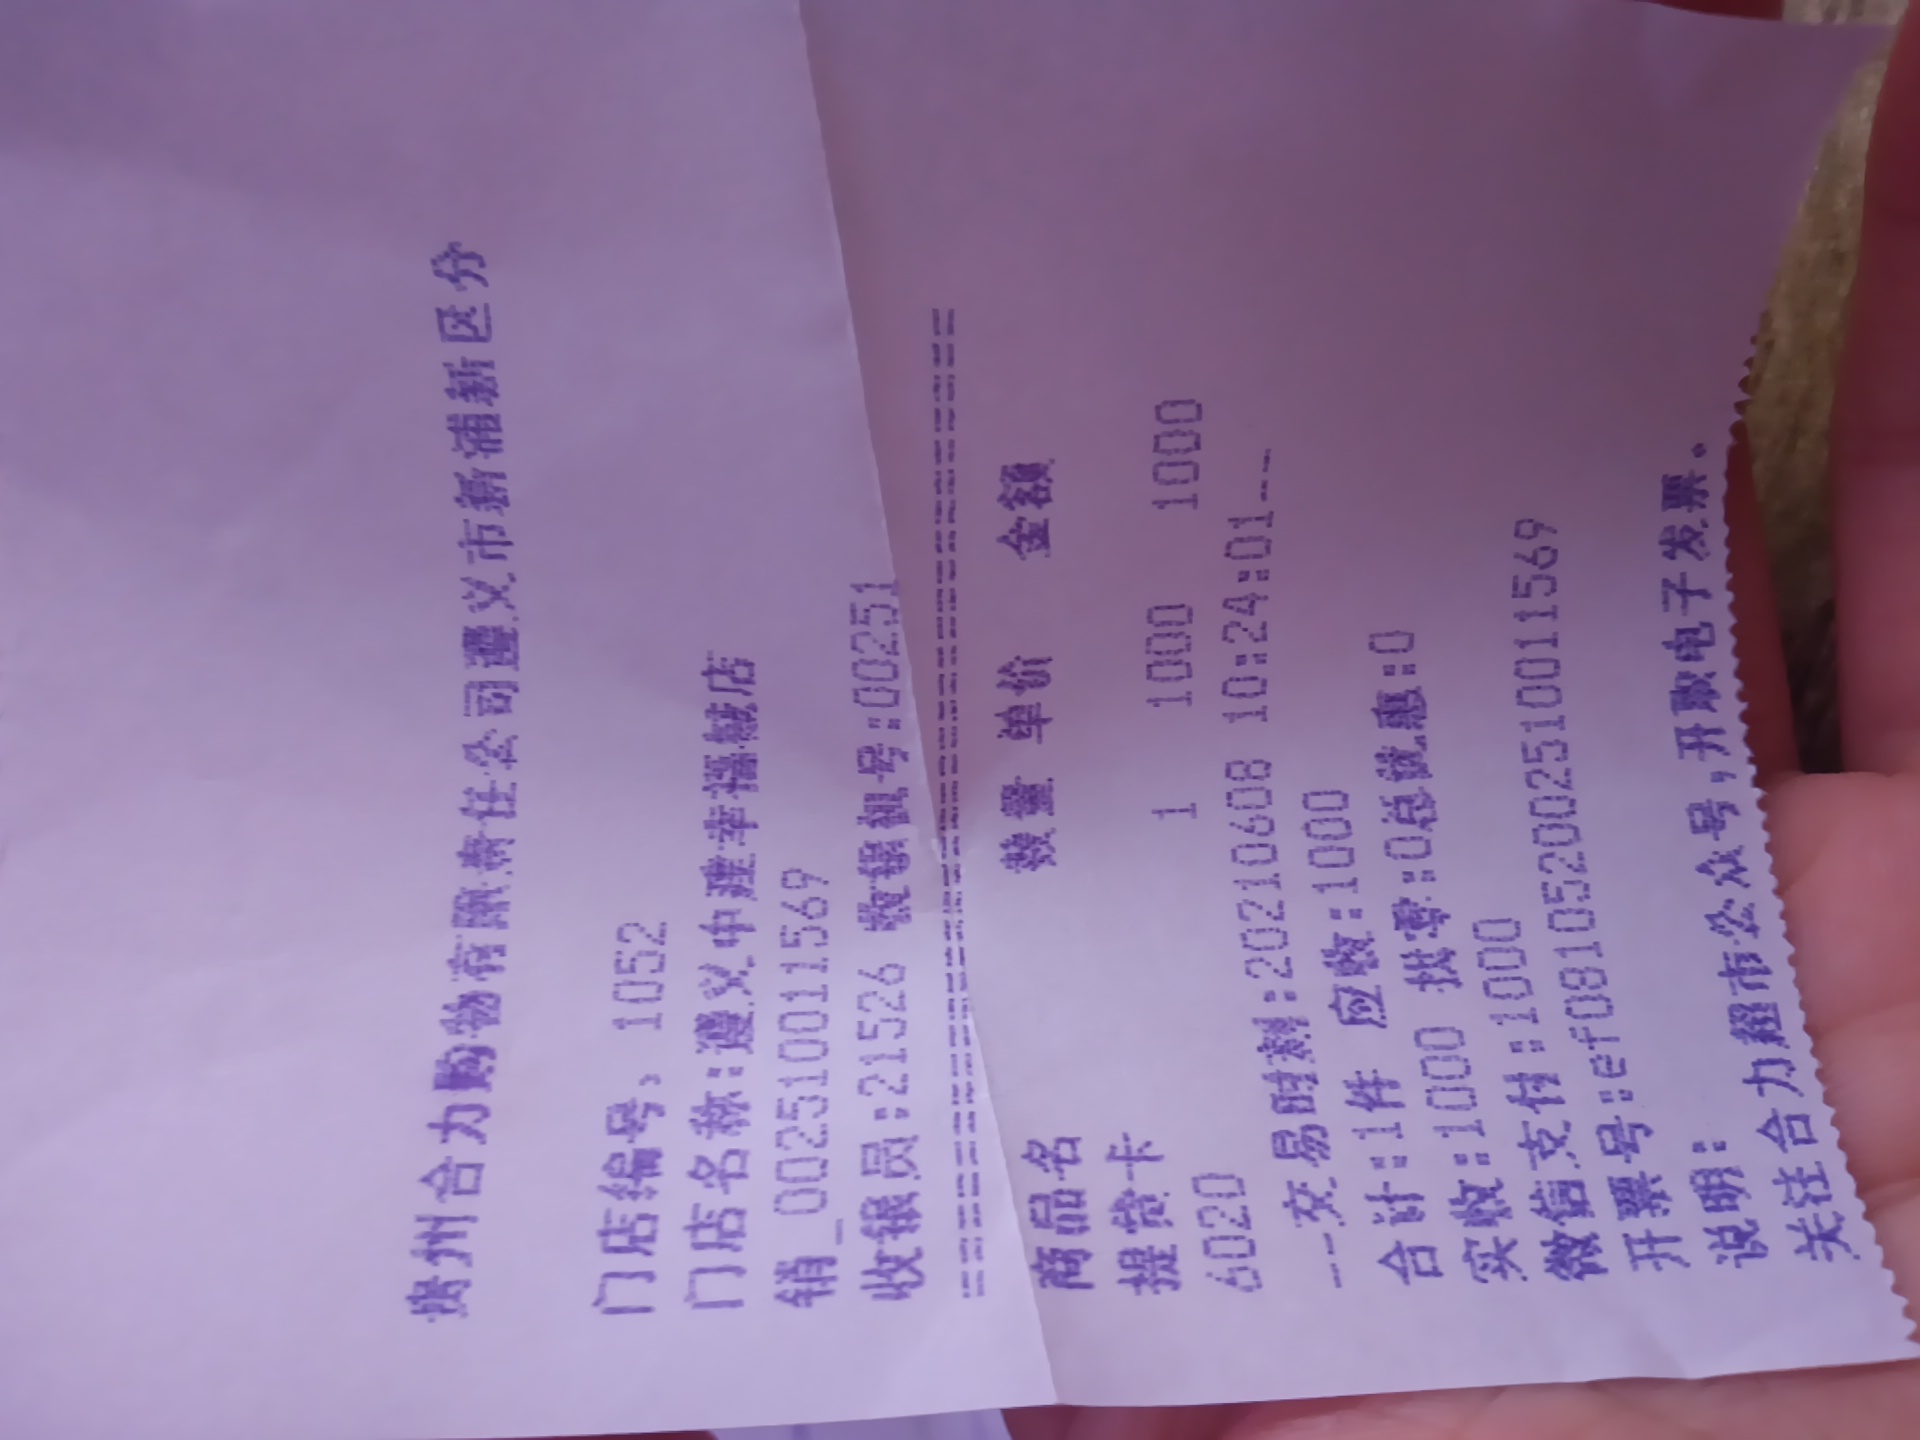 贵州合力购物有限责任公司遵义市新浦新区分
门店编号, 1052
门店名称:遵义中建幸福城店
销_002510011569
收银员:21526 收银机号:00251
==========================================
商品名 数量 单价 金额
提货卡
6020 1 1000 1000
--交易时刻:20210608 10:24:01--
合计:1件 应收:1000
实收:1000 扣零:0总优惠:0
微信支付:1000
开票号:ef081052002510011569
说明:
关注合力超市公众号,开取电子发票.